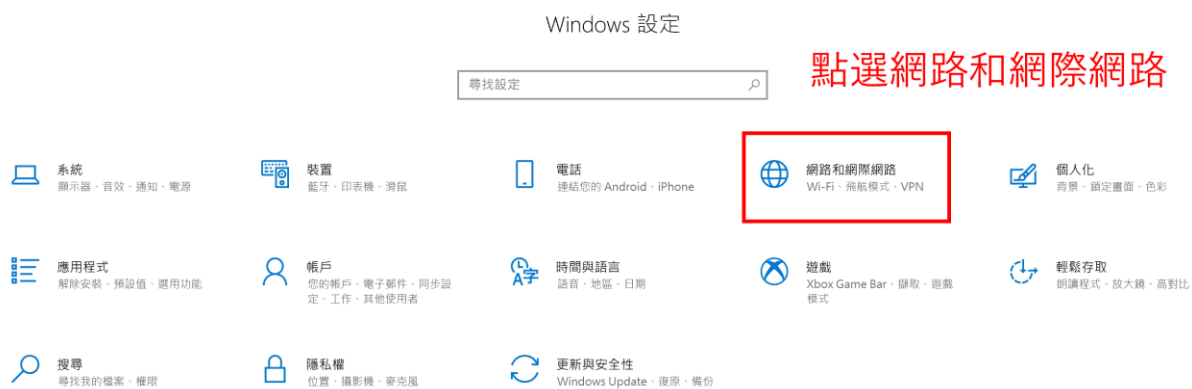 Windows 設定
尋找設定
點選網路和網際網路
系統
顯示器、音效、通知、電源
裝置
藍牙、印表機、滑鼠
電話
連結您的 Android、iPhone
網路和網際網路
Wi-Fi、飛航模式、VPN
個人化
背景、鎖定畫面、色彩
應用程式
解除安裝、預設值、選用功能
帳戶
您的帳戶、電子郵件、同步設
定、工作、其他使用者
時間與語言
語音、地區、日期
遊戲
Xbox Game Bar、擷取、遊戲
模式
輕鬆存取
朗讀程式、放大鏡、高對比
搜尋
尋找我的檔案、權限
隱私權
位置、攝影機、麥克風
更新與安全性
Windows Update、復原、備份